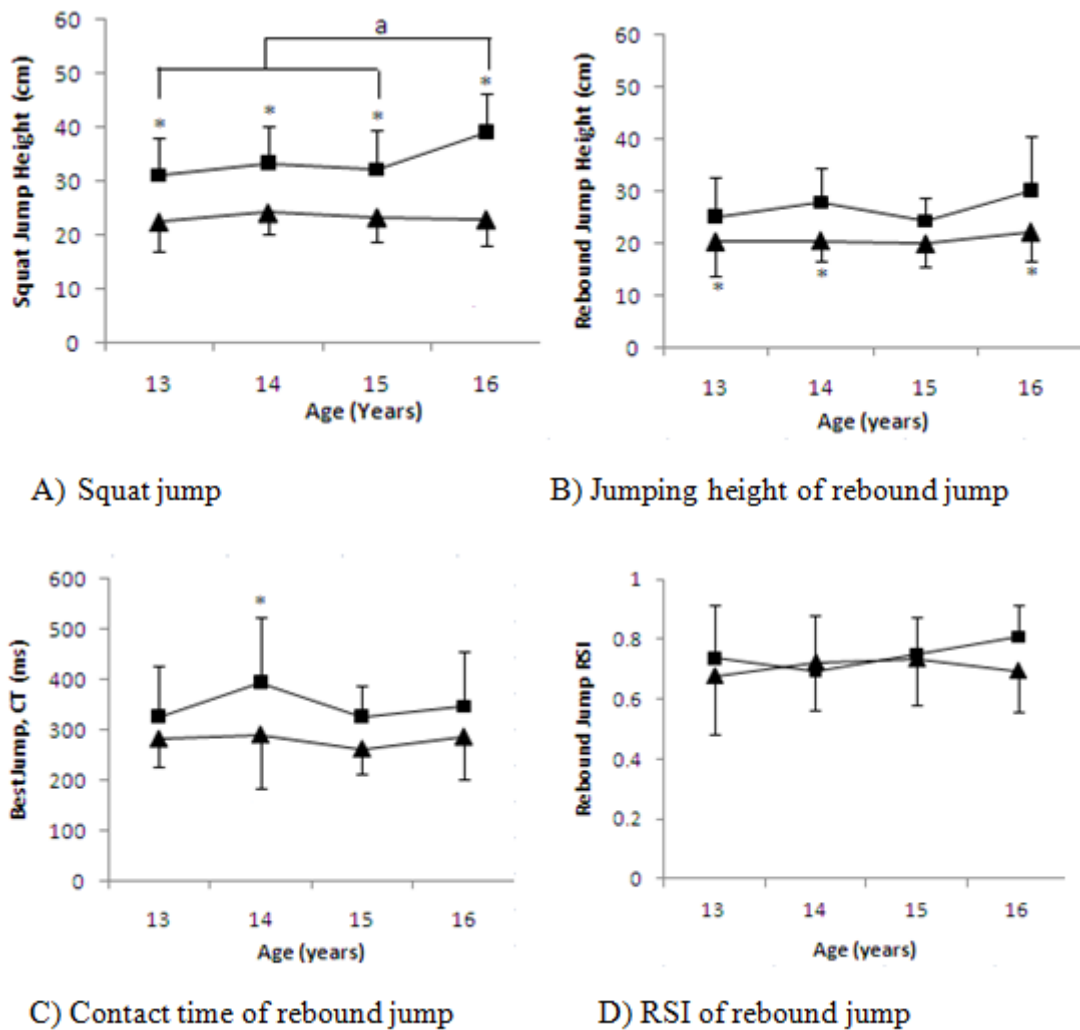 60
50
40
30
20
10
0
Squat Jump Height (cm)
a
*
*
*
*
13 14 15 16
Age (Years)
A) Squat jump
60
50
40
30
20
10
0
Rebound Jump Height (cm)
*
*
*
13 14 15 16
Age (years)
B) Jumping height of rebound jump
600
500
400
300
200
100
0
BestJump, CT (ms)
*
13 14 15 16
Age (years)
C) Contact time of rebound jump
1
0.8
0.6
0.4
0.2
0
Rebound Jump RSI
13 14 15 16
Age (years)
D) RSI of rebound jump